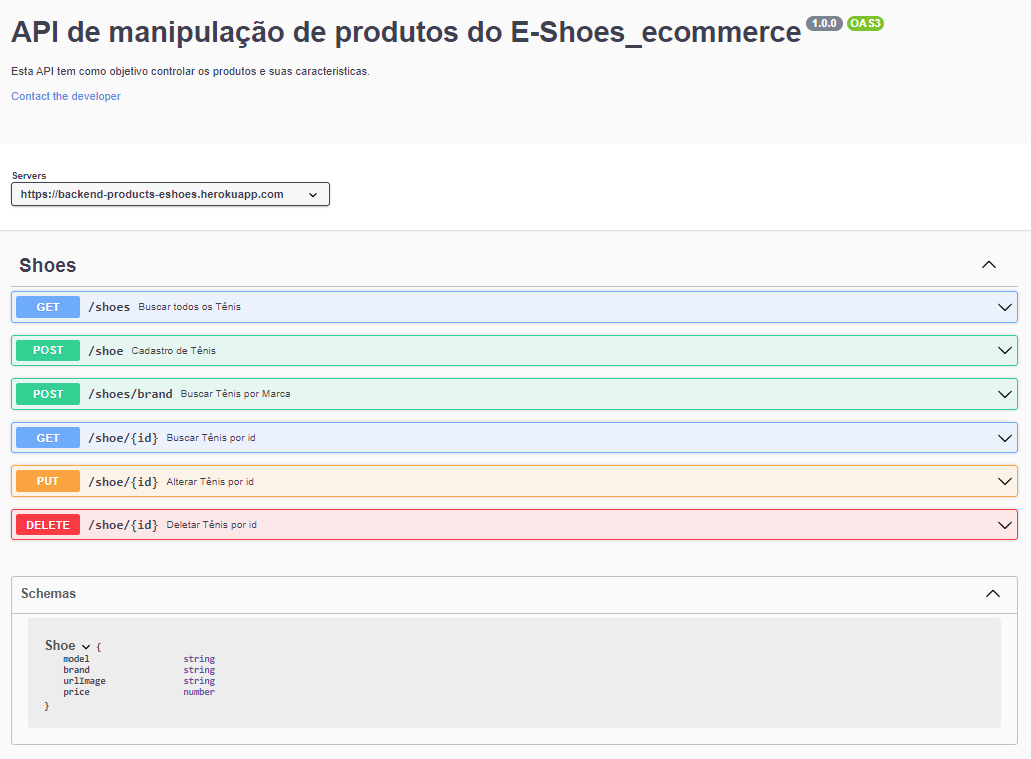 API de manipulação de produtos do E-Shoes_ecommerce 1.0.0 OAS3
Esta API tem como objetivo controlar os produtos e suas caracteristicas.
Contact the developer
Servers
https://backend-products-eshoes.herokuapp.com
Shoes
GET /shoes Buscar todos os Tênis
POST /shoe Cadastro de Tênis
POST /shoes/brand Buscar Tênis por Marca
GET /shoe/{id} Buscar Tênis por id
PUT /shoe/{id} Alterar Tênis por id
DELETE /shoe/{id} Deletar Tênis por id
Schemas
Shoe {
model string
brand string
urlImage string
price number
}